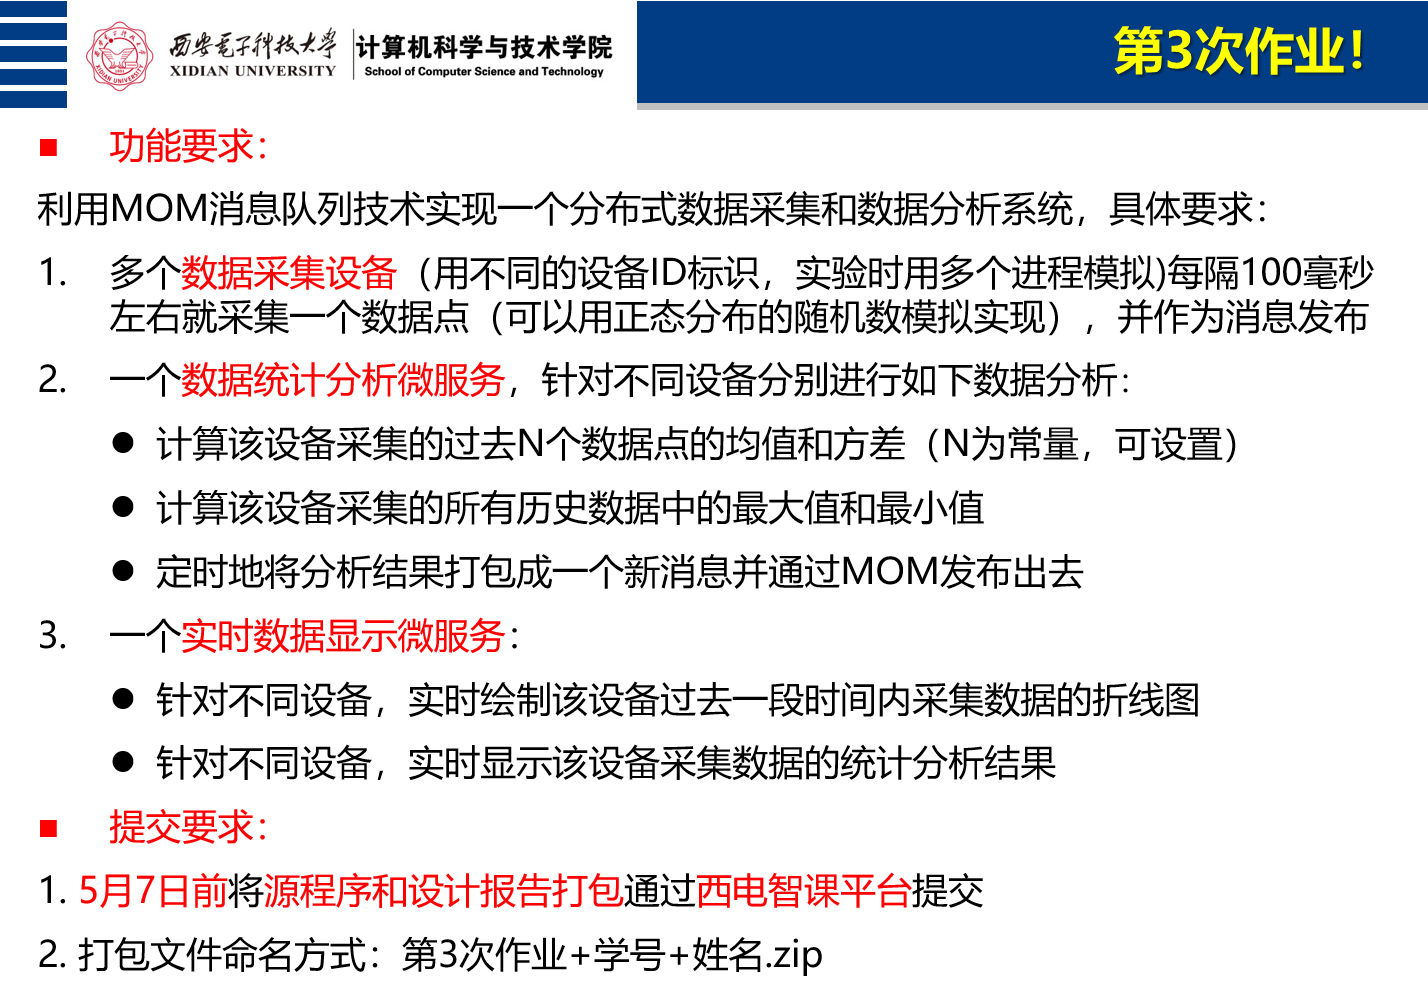 西安电子科技大学
XIDIAN UNIVERSITY
计算机科学与技术学院
School of Computer Science and Technology
第3次作业！
功能要求：
利用MOM消息队列技术实现一个分布式数据采集和数据分析系统，具体要求：
1. 多个数据采集设备（用不同的设备ID标识，实验时用多个进程模拟)每隔100毫秒
左右就采集一个数据点（可以用正态分布的随机数模拟实现），并作为消息发布
2. 一个数据统计分析微服务，针对不同设备分别进行如下数据分析：
● 计算该设备采集的过去N个数据点的均值和方差（N为常量，可设置）
● 计算该设备采集的所有历史数据中的最大值和最小值
● 定时地将分析结果打包成一个新消息并通过MOM发布出去
3. 一个实时数据显示微服务：
● 针对不同设备，实时绘制该设备过去一段时间内采集数据的折线图
● 针对不同设备，实时显示该设备采集数据的统计分析结果
提交要求：
1. 5月7日前将源程序和设计报告打包通过西电智课平台提交
2. 打包文件命名方式：第3次作业+学号+姓名.zip